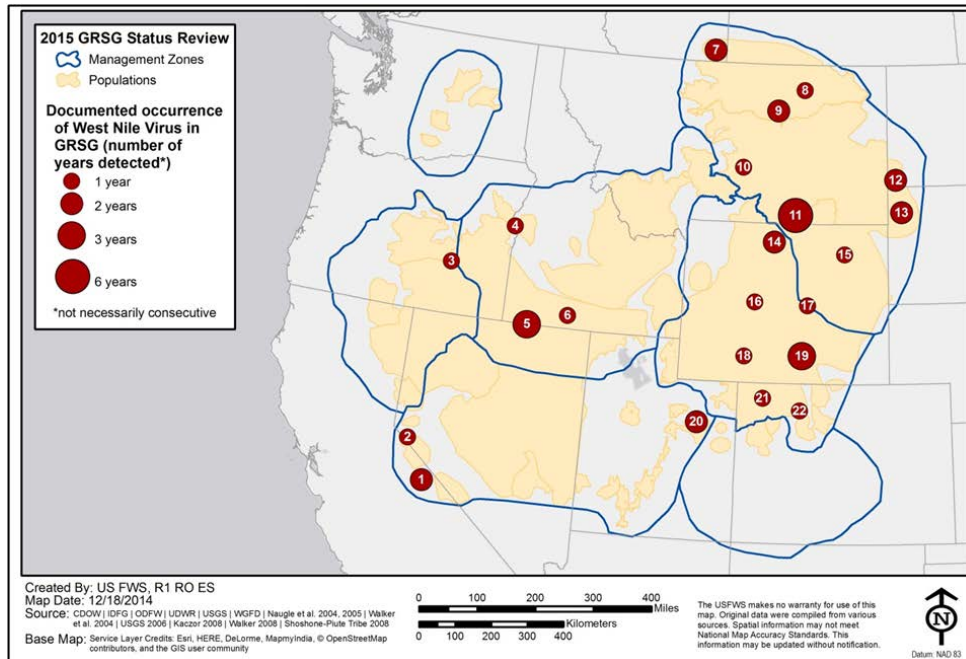 2015 GRSG Status Review
Management Zones
Populations
Documented occurrence
of West Nile Virus in
GRSG (number of
years detected*)
1 year
2 years
3 years
6 years
*not necessarily consecutive
7
8
9
10
12
11
13
4
14
3
15
16
17
6
5
18
19
21
22
20
2
1
Created By: US FWS, R1 RO ES
Map Date: 12/18/2014
Source: CDOW | IDFG | ODFW | UDWR | USGS | WGFD | Naugle et al. 2004, 2005 | Walker
et al. 2004 | USGS 2006 | Kaczor 2008 | Walker 2008 | Shoshone-Piute Tribe 2008
Base Map: Service Layer Credits: Esri, HERE, DeLorme, MapmyIndia, © OpenStreetMap
contributors, and the GIS user community
0 100 200 300 400
Miles
Kilometers
0 100 200 300 400
The USFWS makes no warranty for use of this
map. Original data were compiled from various
sources. Spatial information may not meet
National Map Accuracy Standards. This
information may be updated without notification.
N
Datum: NAD 83